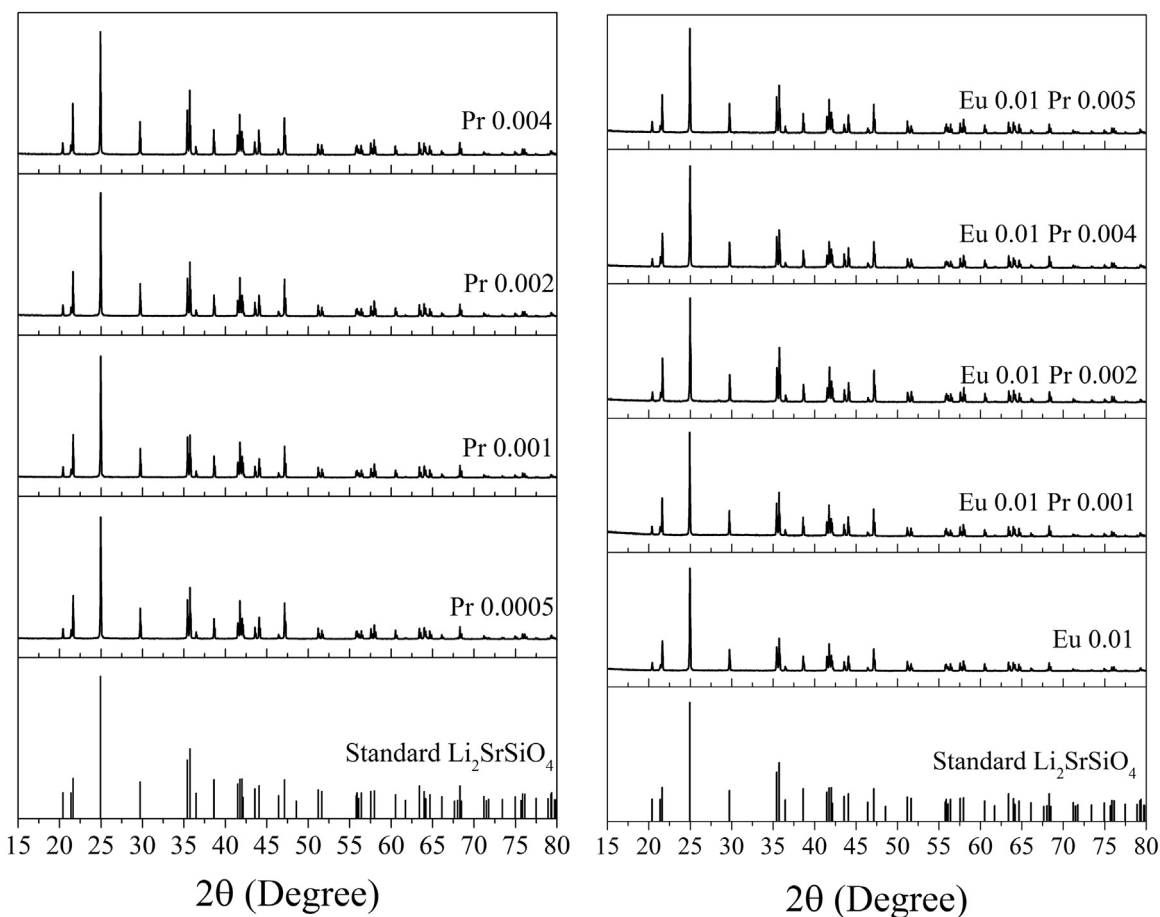 Pr 0.004
Pr 0.002
Pr 0.001
Pr 0.0005
Standard Li₂SrSiO₄
15 20 25 30 35 40 45 50 55 60 65 70 75 80
2θ (Degree)
Eu 0.01 Pr 0.005
Eu 0.01 Pr 0.004
Eu 0.01 Pr 0.002
Eu 0.01 Pr 0.001
Eu 0.01
Standard Li₂SrSiO₄
15 20 25 30 35 40 45 50 55 60 65 70 75 80
2θ (Degree)